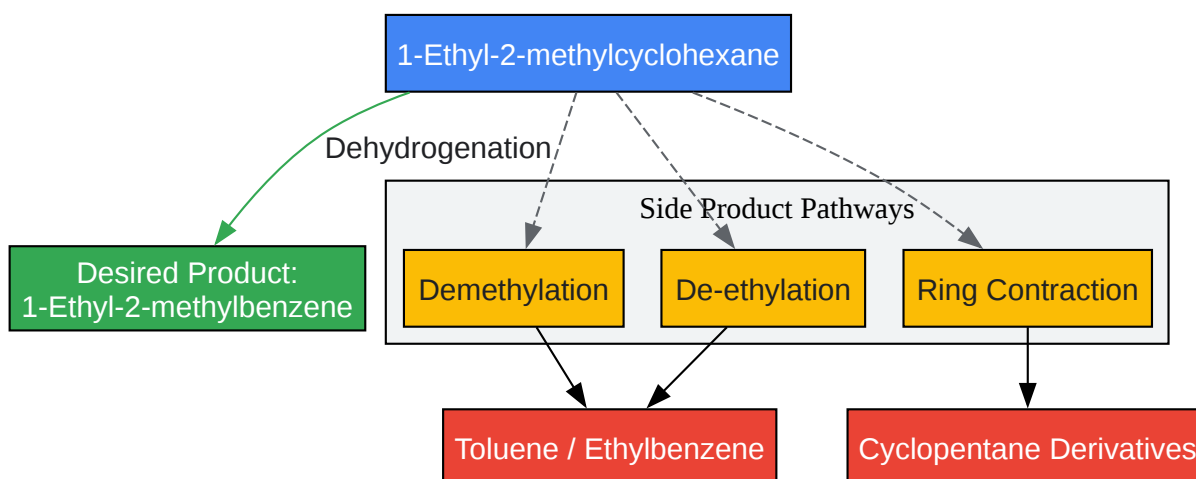 1-Ethyl-2-methylcyclohexane
Dehydrogenation
Side Product Pathways
Desired Product:
1-Ethyl-2-methylbenzene
Demethylation
De-ethylation
Ring Contraction
Toluene / Ethylbenzene
Cyclopentane Derivatives